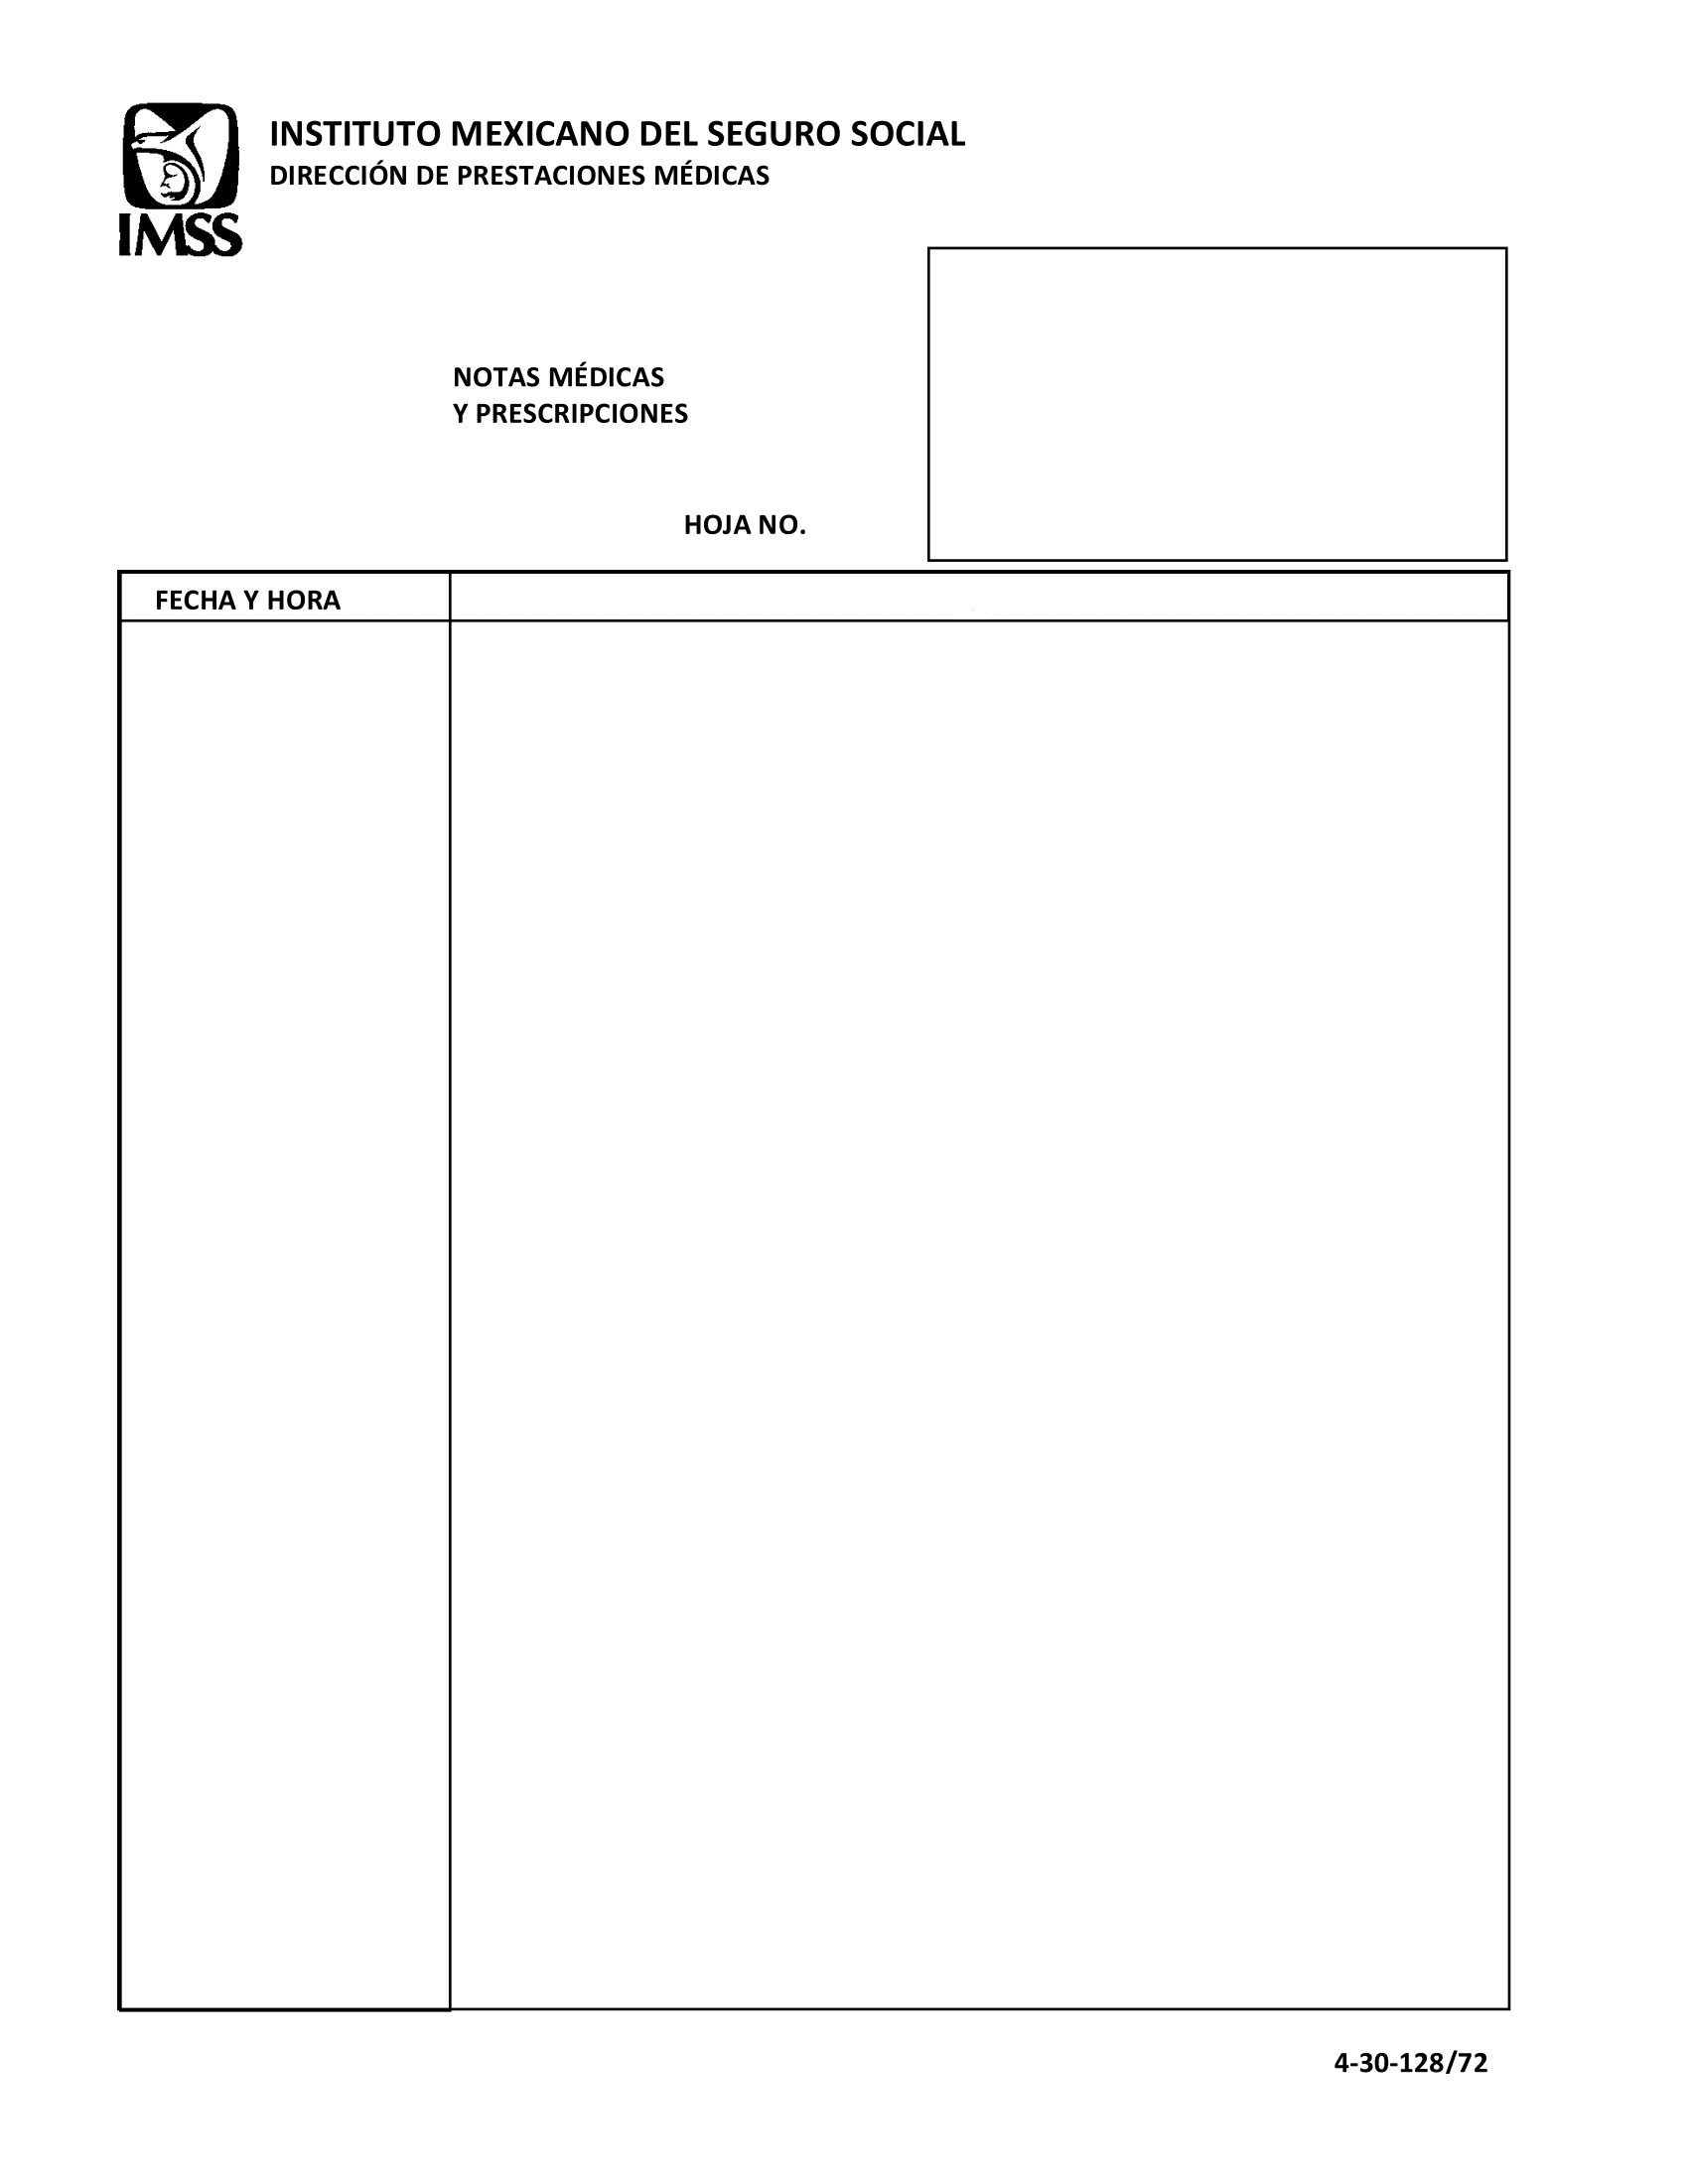 INSTITUTO MEXICANO DEL SEGURO SOCIAL
DIRECCIÓN DE PRESTACIONES MÉDICAS
IMSS
NOTAS MÉDICAS
Y PRESCRIPCIONES
HOJA NO.
FECHA Y HORA
4-30-128/72